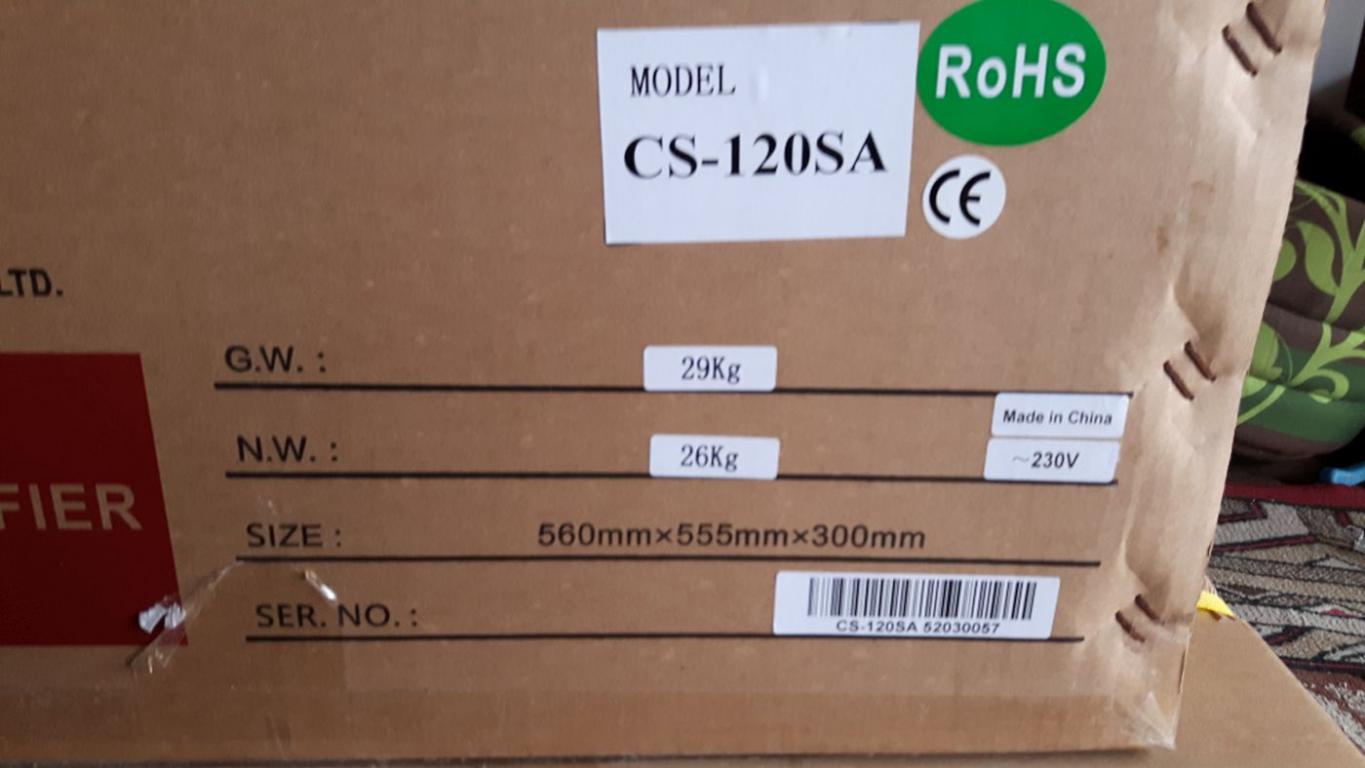 MODEL
CS-120SA
RoHS
CE
LTD.
G.W. : 29Kg
Made in China
N.W. : 26Kg
~230V
FIER
SIZE : 560mm×555mm×300mm
SER. NO. :
CS-120SA 52030057